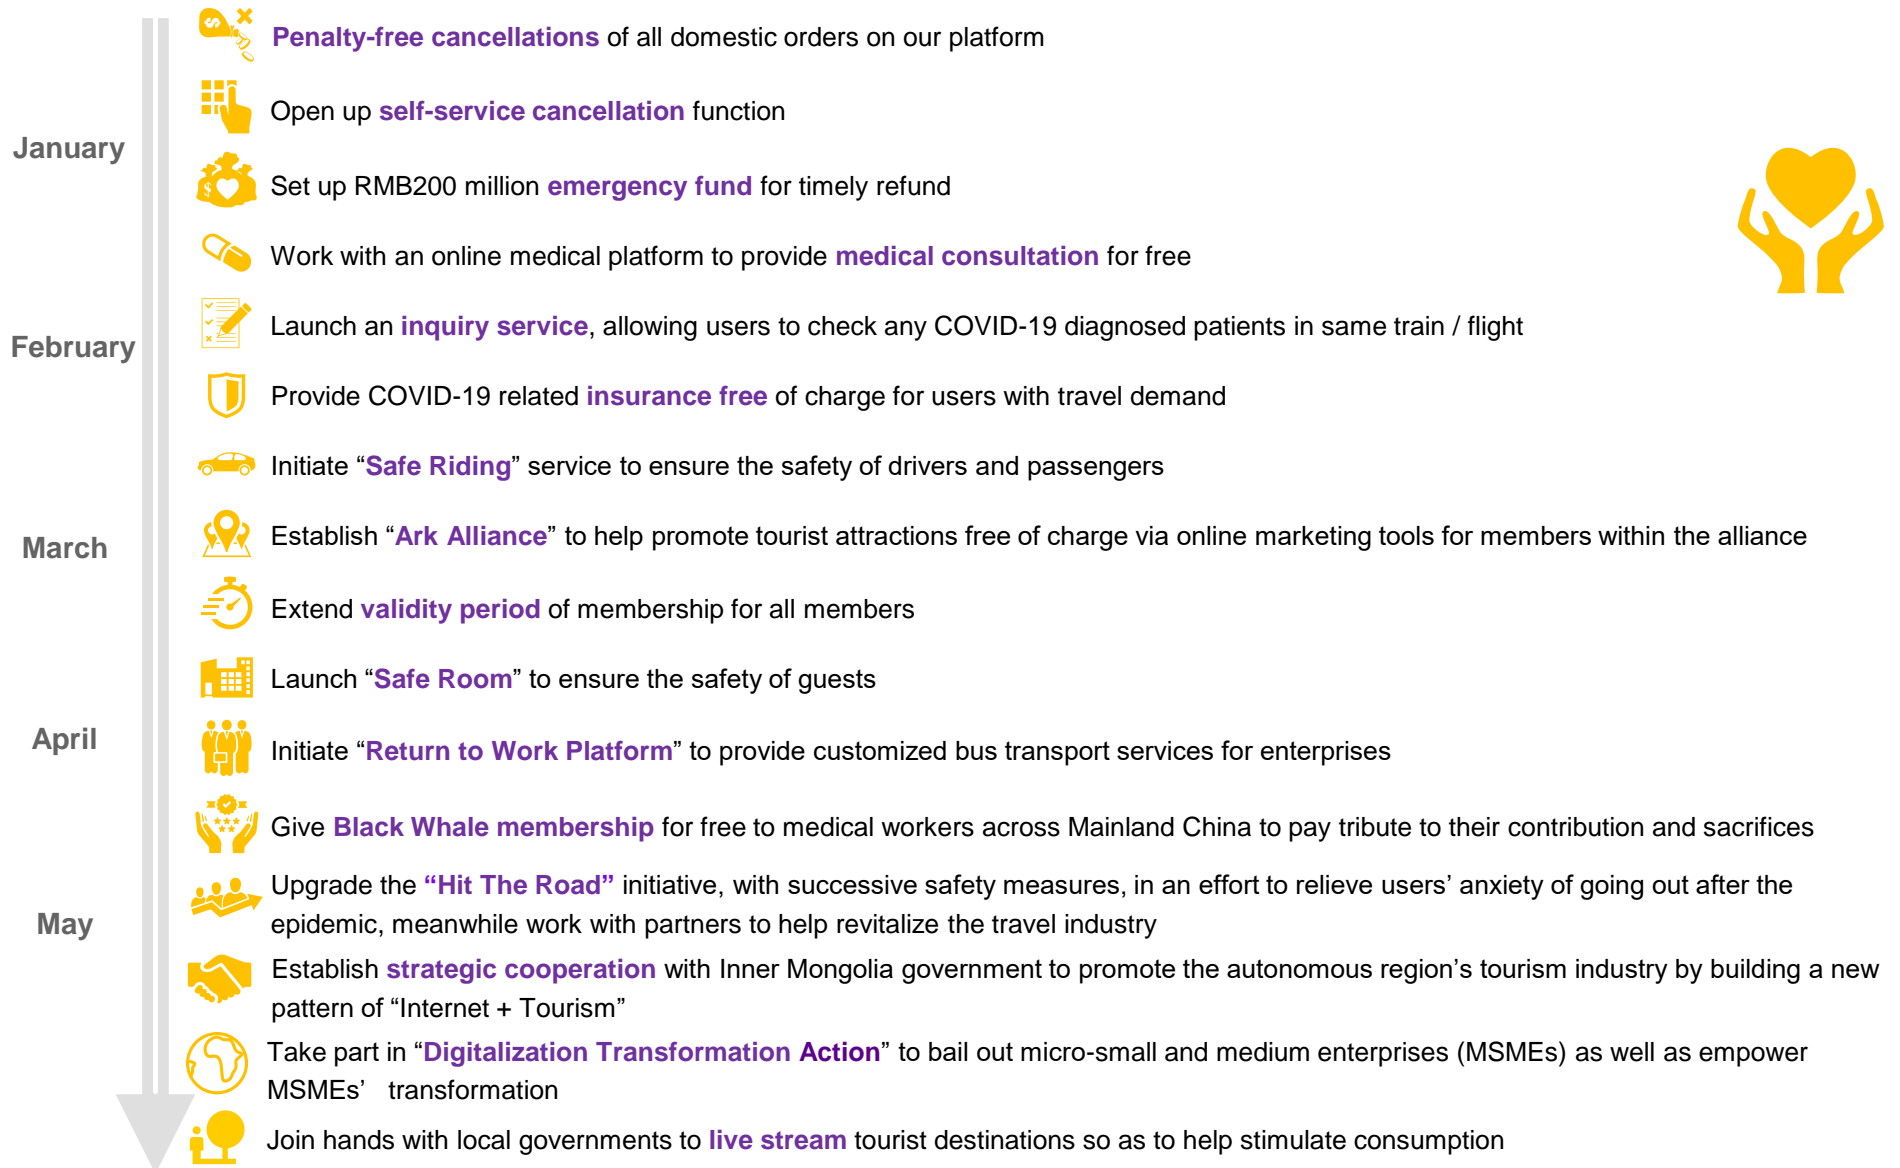 Penalty-free cancellations of all domestic orders on our platform
Open up self-service cancellation function
January
Set up RMB200 million emergency fund for timely refund
Work with an online medical platform to provide medical consultation for free
Launch an inquiry service, allowing users to check any COVID-19 diagnosed patients in same train / flight
February
Provide COVID-19 related insurance free of charge for users with travel demand
Initiate “Safe Riding” service to ensure the safety of drivers and passengers
Establish “Ark Alliance” to help promote tourist attractions free of charge via online marketing tools for members within the alliance
March
Extend validity period of membership for all members
Launch “Safe Room” to ensure the safety of guests
April
Initiate “Return to Work Platform” to provide customized bus transport services for enterprises
Give Black Whale membership for free to medical workers across Mainland China to pay tribute to their contribution and sacrifices
Upgrade the “Hit The Road” initiative, with successive safety measures, in an effort to relieve users’ anxiety of going out after the
epidemic, meanwhile work with partners to help revitalize the travel industry
May
Establish strategic cooperation with Inner Mongolia government to promote the autonomous region’s tourism industry by building a new
pattern of “Internet + Tourism”
Take part in “Digitalization Transformation Action” to bail out micro-small and medium enterprises (MSMEs) as well as empower
MSMEs’ transformation
Join hands with local governments to live stream tourist destinations so as to help stimulate consumption